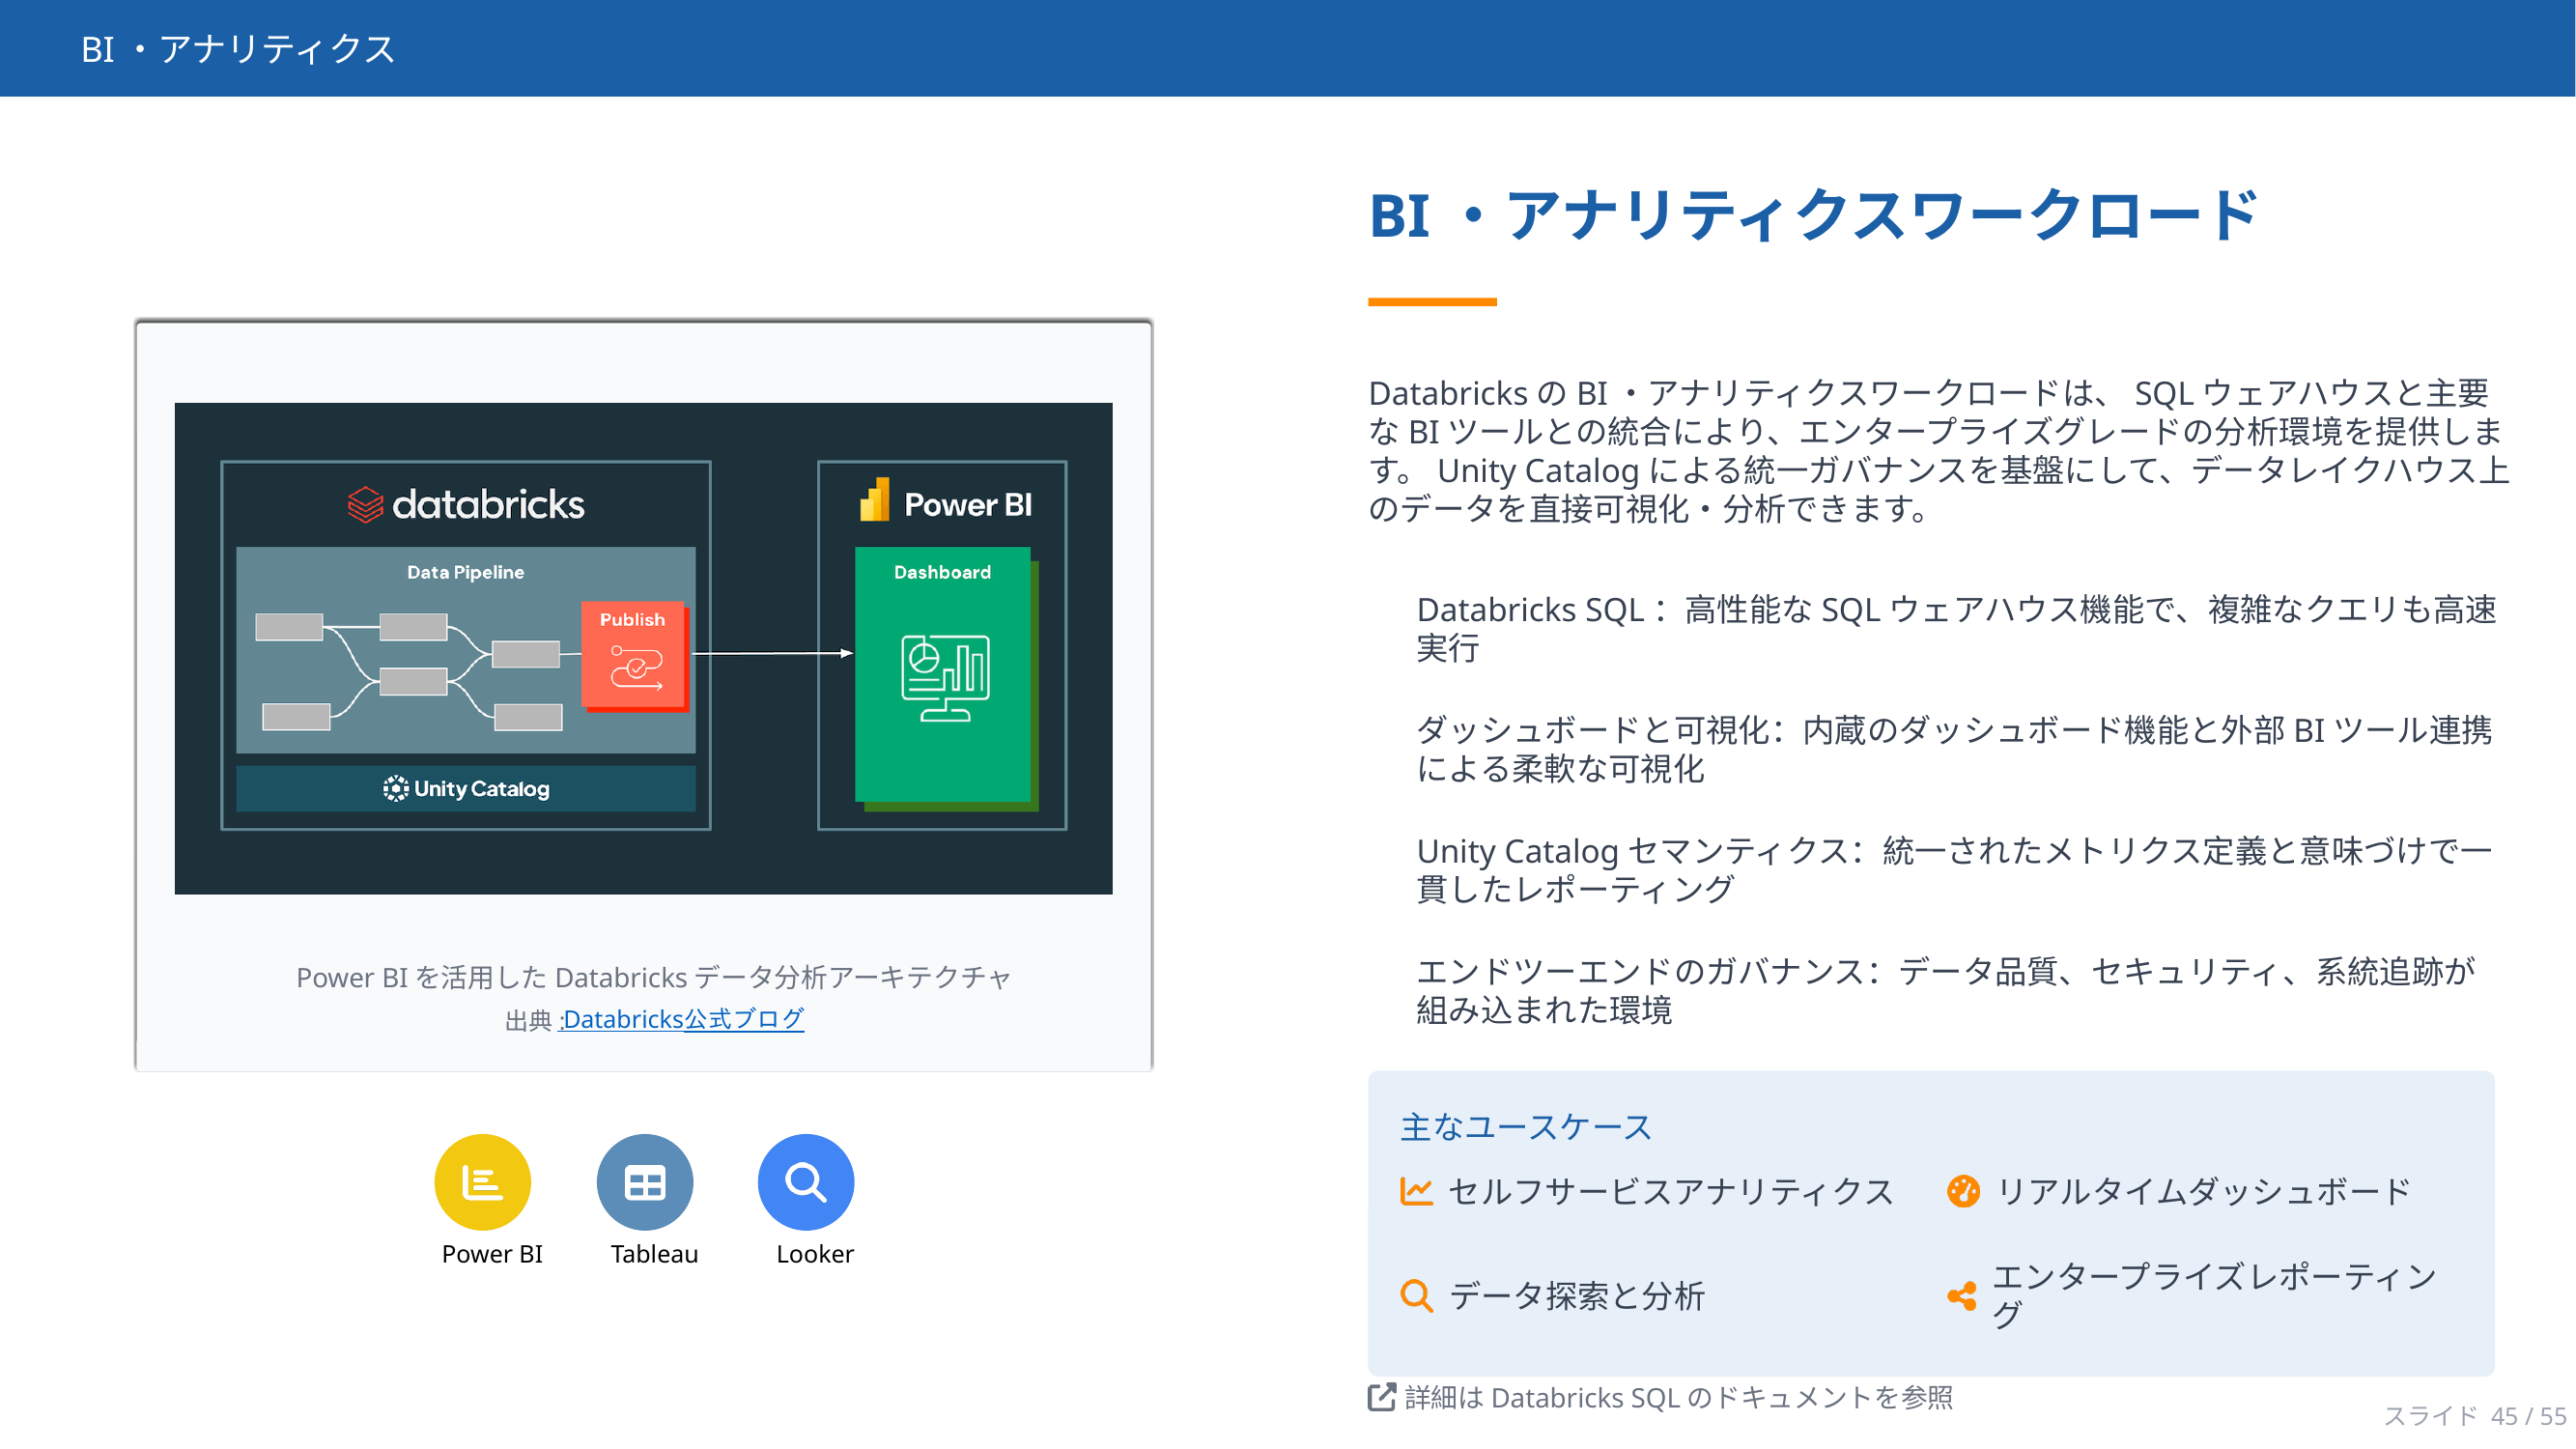 BI ・アナリティクス
databricks
Power BI
Data Pipeline
Publish
Dashboard
Unity Catalog
Power BI を活用した Databricks データ分析アーキテクチャ
出典 :Databricks公式ブログ
Power BI
Tableau
Looker
BI ・アナリティクスワークロード
Databricks の BI ・アナリティクスワークロードは、 SQL ウェアハウスと主要
な BI ツールとの統合により、エンタープライズグレードの分析環境を提供しま
す。 Unity Catalog による統一ガバナンスを基盤にして、データレイクハウス上
のデータを直接可視化・分析できます。
Databricks SQL ：高性能な SQL ウェアハウス機能で、複雑なクエリも高速
実行
ダッシュボードと可視化：内蔵のダッシュボード機能と外部 BI ツール連携
による柔軟な可視化
Unity Catalog セマンティクス：統一されたメトリクス定義と意味づけで一
貫したレポーティング
エンドツーエンドのガバナンス：データ品質、セキュリティ、系統追跡が
組み込まれた環境
主なユースケース
セルフサービスアナリティクス
リアルタイムダッシュボード
データ探索と分析
エンタープライズレポーティン
グ
詳細は Databricks SQL のドキュメントを参照
スライド 45 / 55